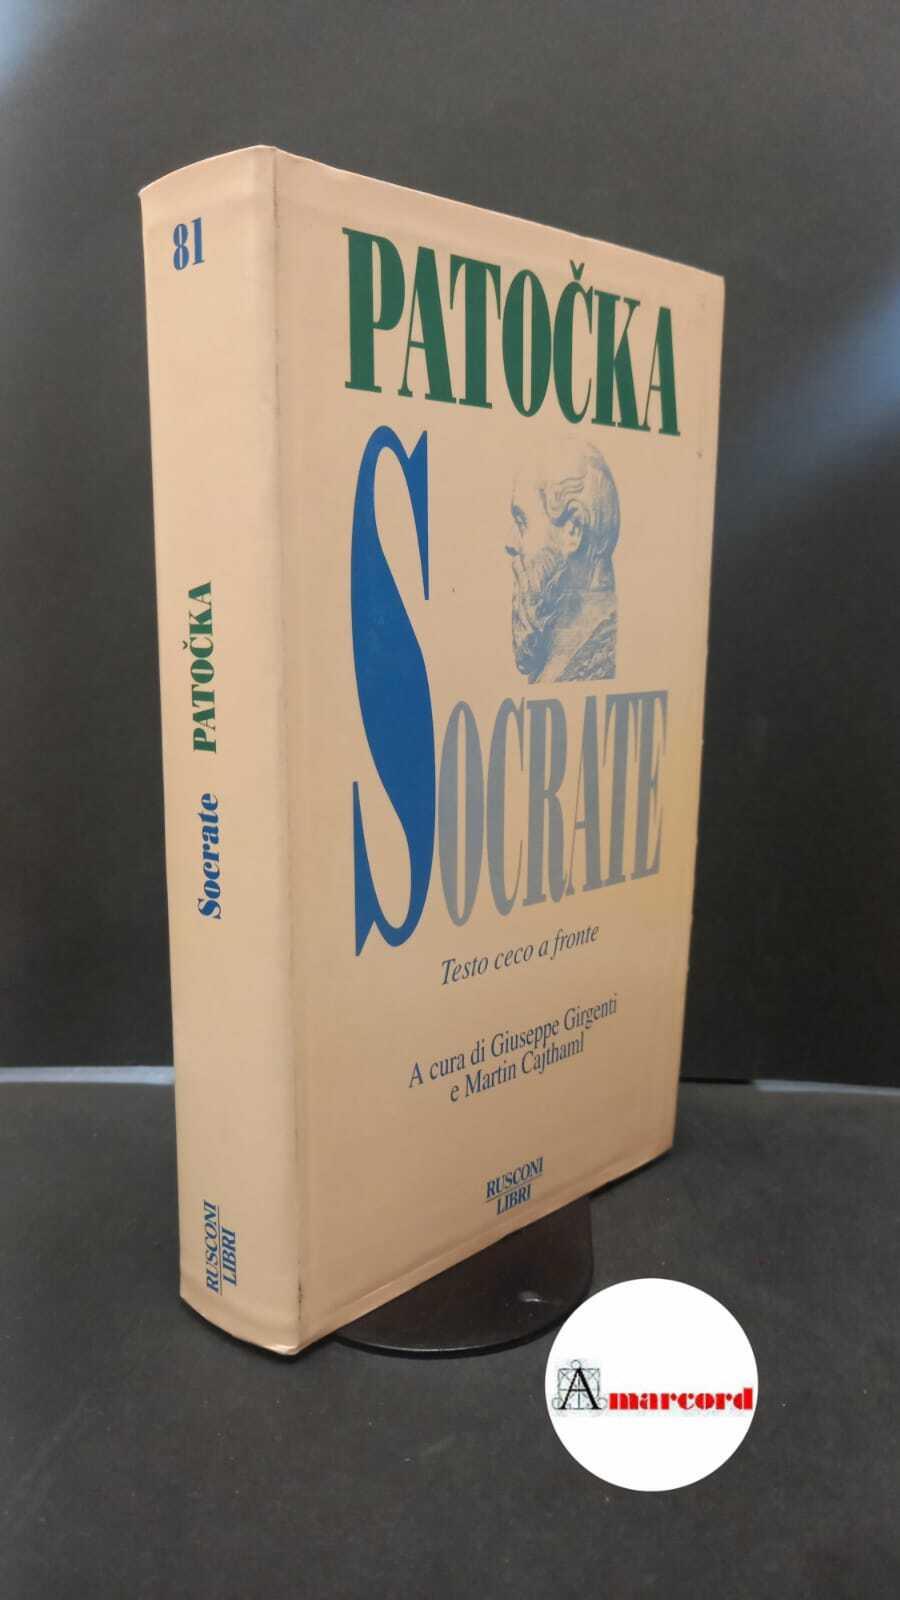 81
Socrate PATOČKA
RUSCONI
LIBRI
PATOČKA
SOCRATE
Testo ceco a fronte
A cura di Giuseppe Girgenti
e Martin Cajthaml
RUSCONI
LIBRI
Amarcord